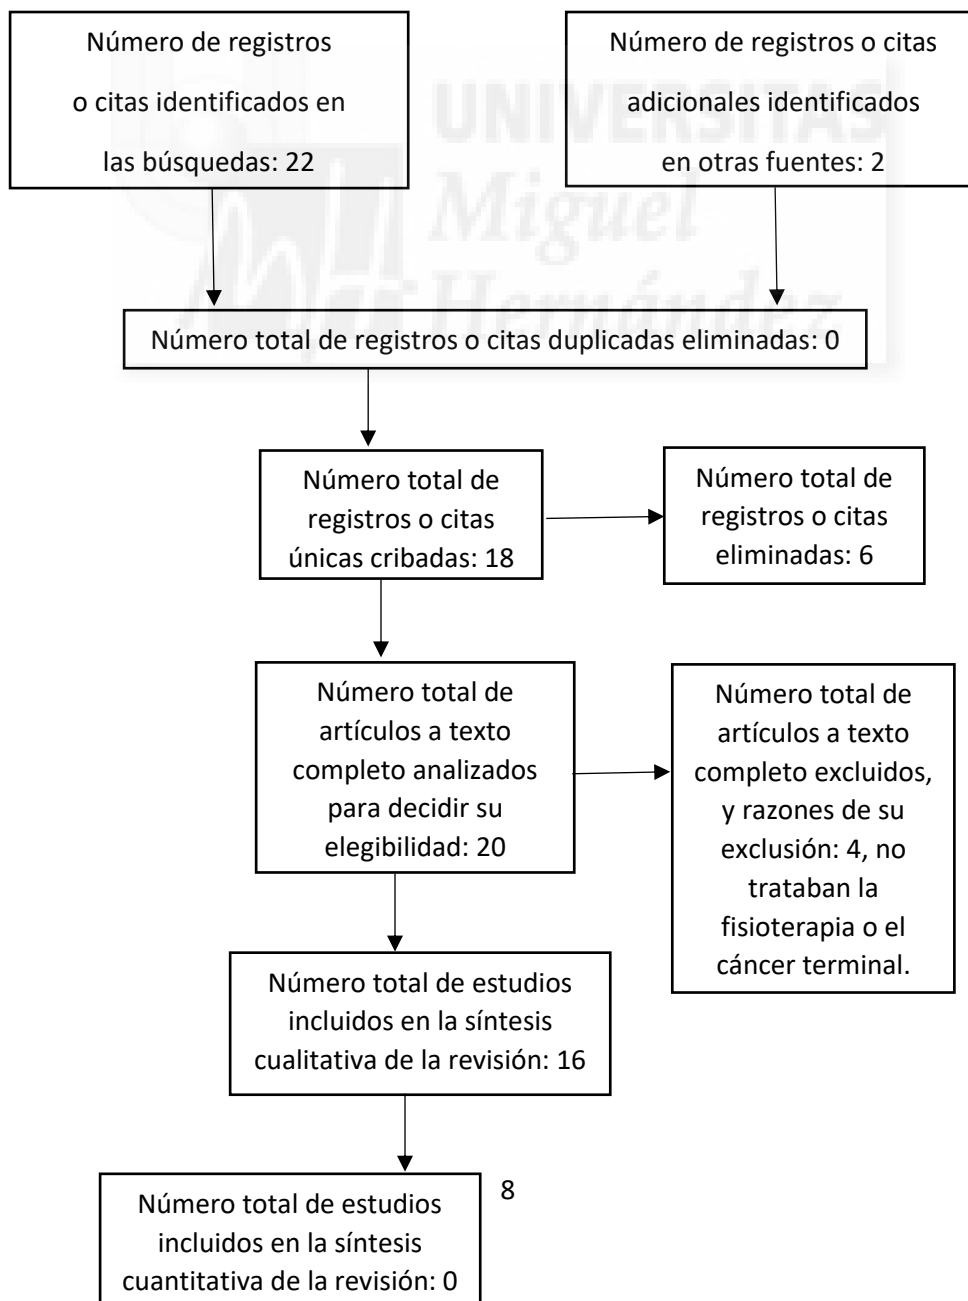 Número de registros
o citas identificados en
las búsquedas: 22
Número de registros o citas
adicionales identificados
en otras fuentes: 2
UNIVERSITAS
Miguel
Hernández
Número total de registros o citas duplicadas eliminadas: 0
Número total de
registros o citas
únicas cribadas: 18
Número total de
registros o citas
eliminadas: 6
Número total de
artículos a texto
completo analizados
para decidir su
elegibilidad: 20
Número total de
artículos a texto
completo excluidos,
y razones de su
exclusión: 4, no
trataban la
fisioterapia o el
cáncer terminal.
Número total de estudios
incluidos en la síntesis
cualitativa de la revisión: 16
8
Número total de estudios
incluidos en la síntesis
cuantitativa de la revisión: 0